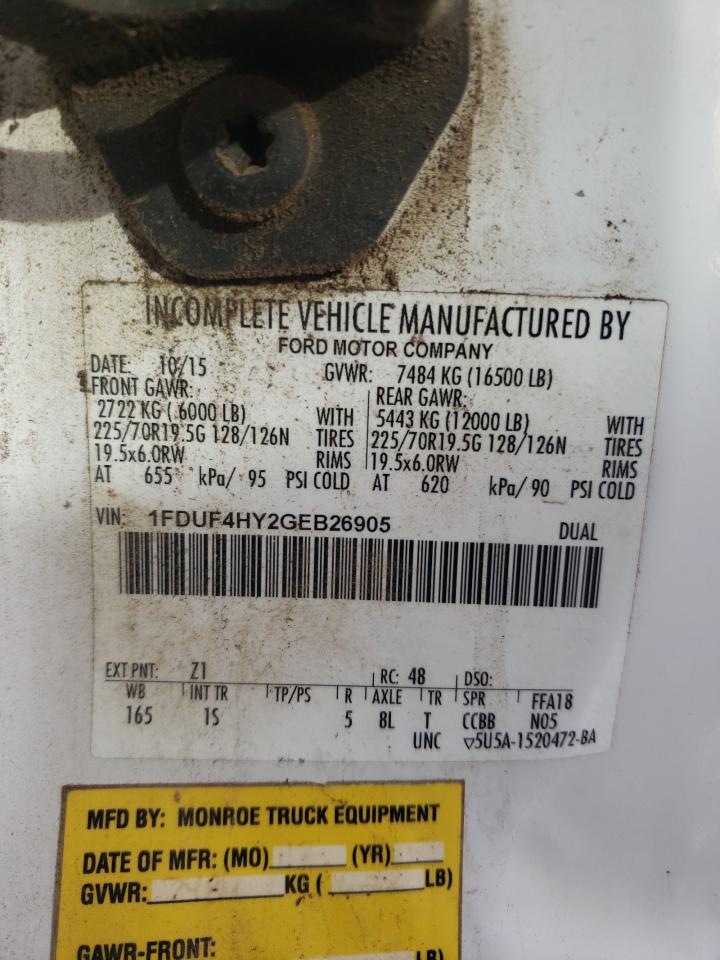 INCOMPLETE VEHICLE MANUFACTURED BY
FORD MOTOR COMPANY
DATE: 10/15 GVWR: 7484 KG (16500 LB)
FRONT GAWR: REAR GAWR:
2722 KG ( 6000 LB) WITH 5443 KG (12000 LB) WITH
225/70R19.5G 128/126N TIRES 225/70R19.5G 128/126N TIRES
19.5x6.0RW RIMS 19.5x6.0RW RIMS
AT 655 kPa/ 95 PSI COLD AT 620 kPa/ 90 PSI COLD
VIN: 1FDUF4HY2GEB26905 DUAL
EXT PNT: Z1 RC: 48 DSO:
WB INT TR TP/PS R AXLE TR SPR FFA18
165 1S 5 8L T CCBB N05
UNC ▽5U5A-1520472-BA
MFD BY: MONROE TRUCK EQUIPMENT
DATE OF MFR: (MO) (YR)
GVWR: KG ( LB)
GAWR-FRONT:
LB)